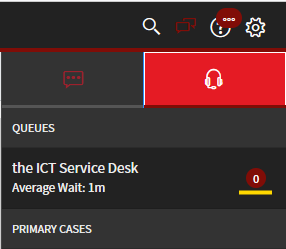 QUEUES
the ICT Service Desk
Average Wait: 1m
0
PRIMARY CASES